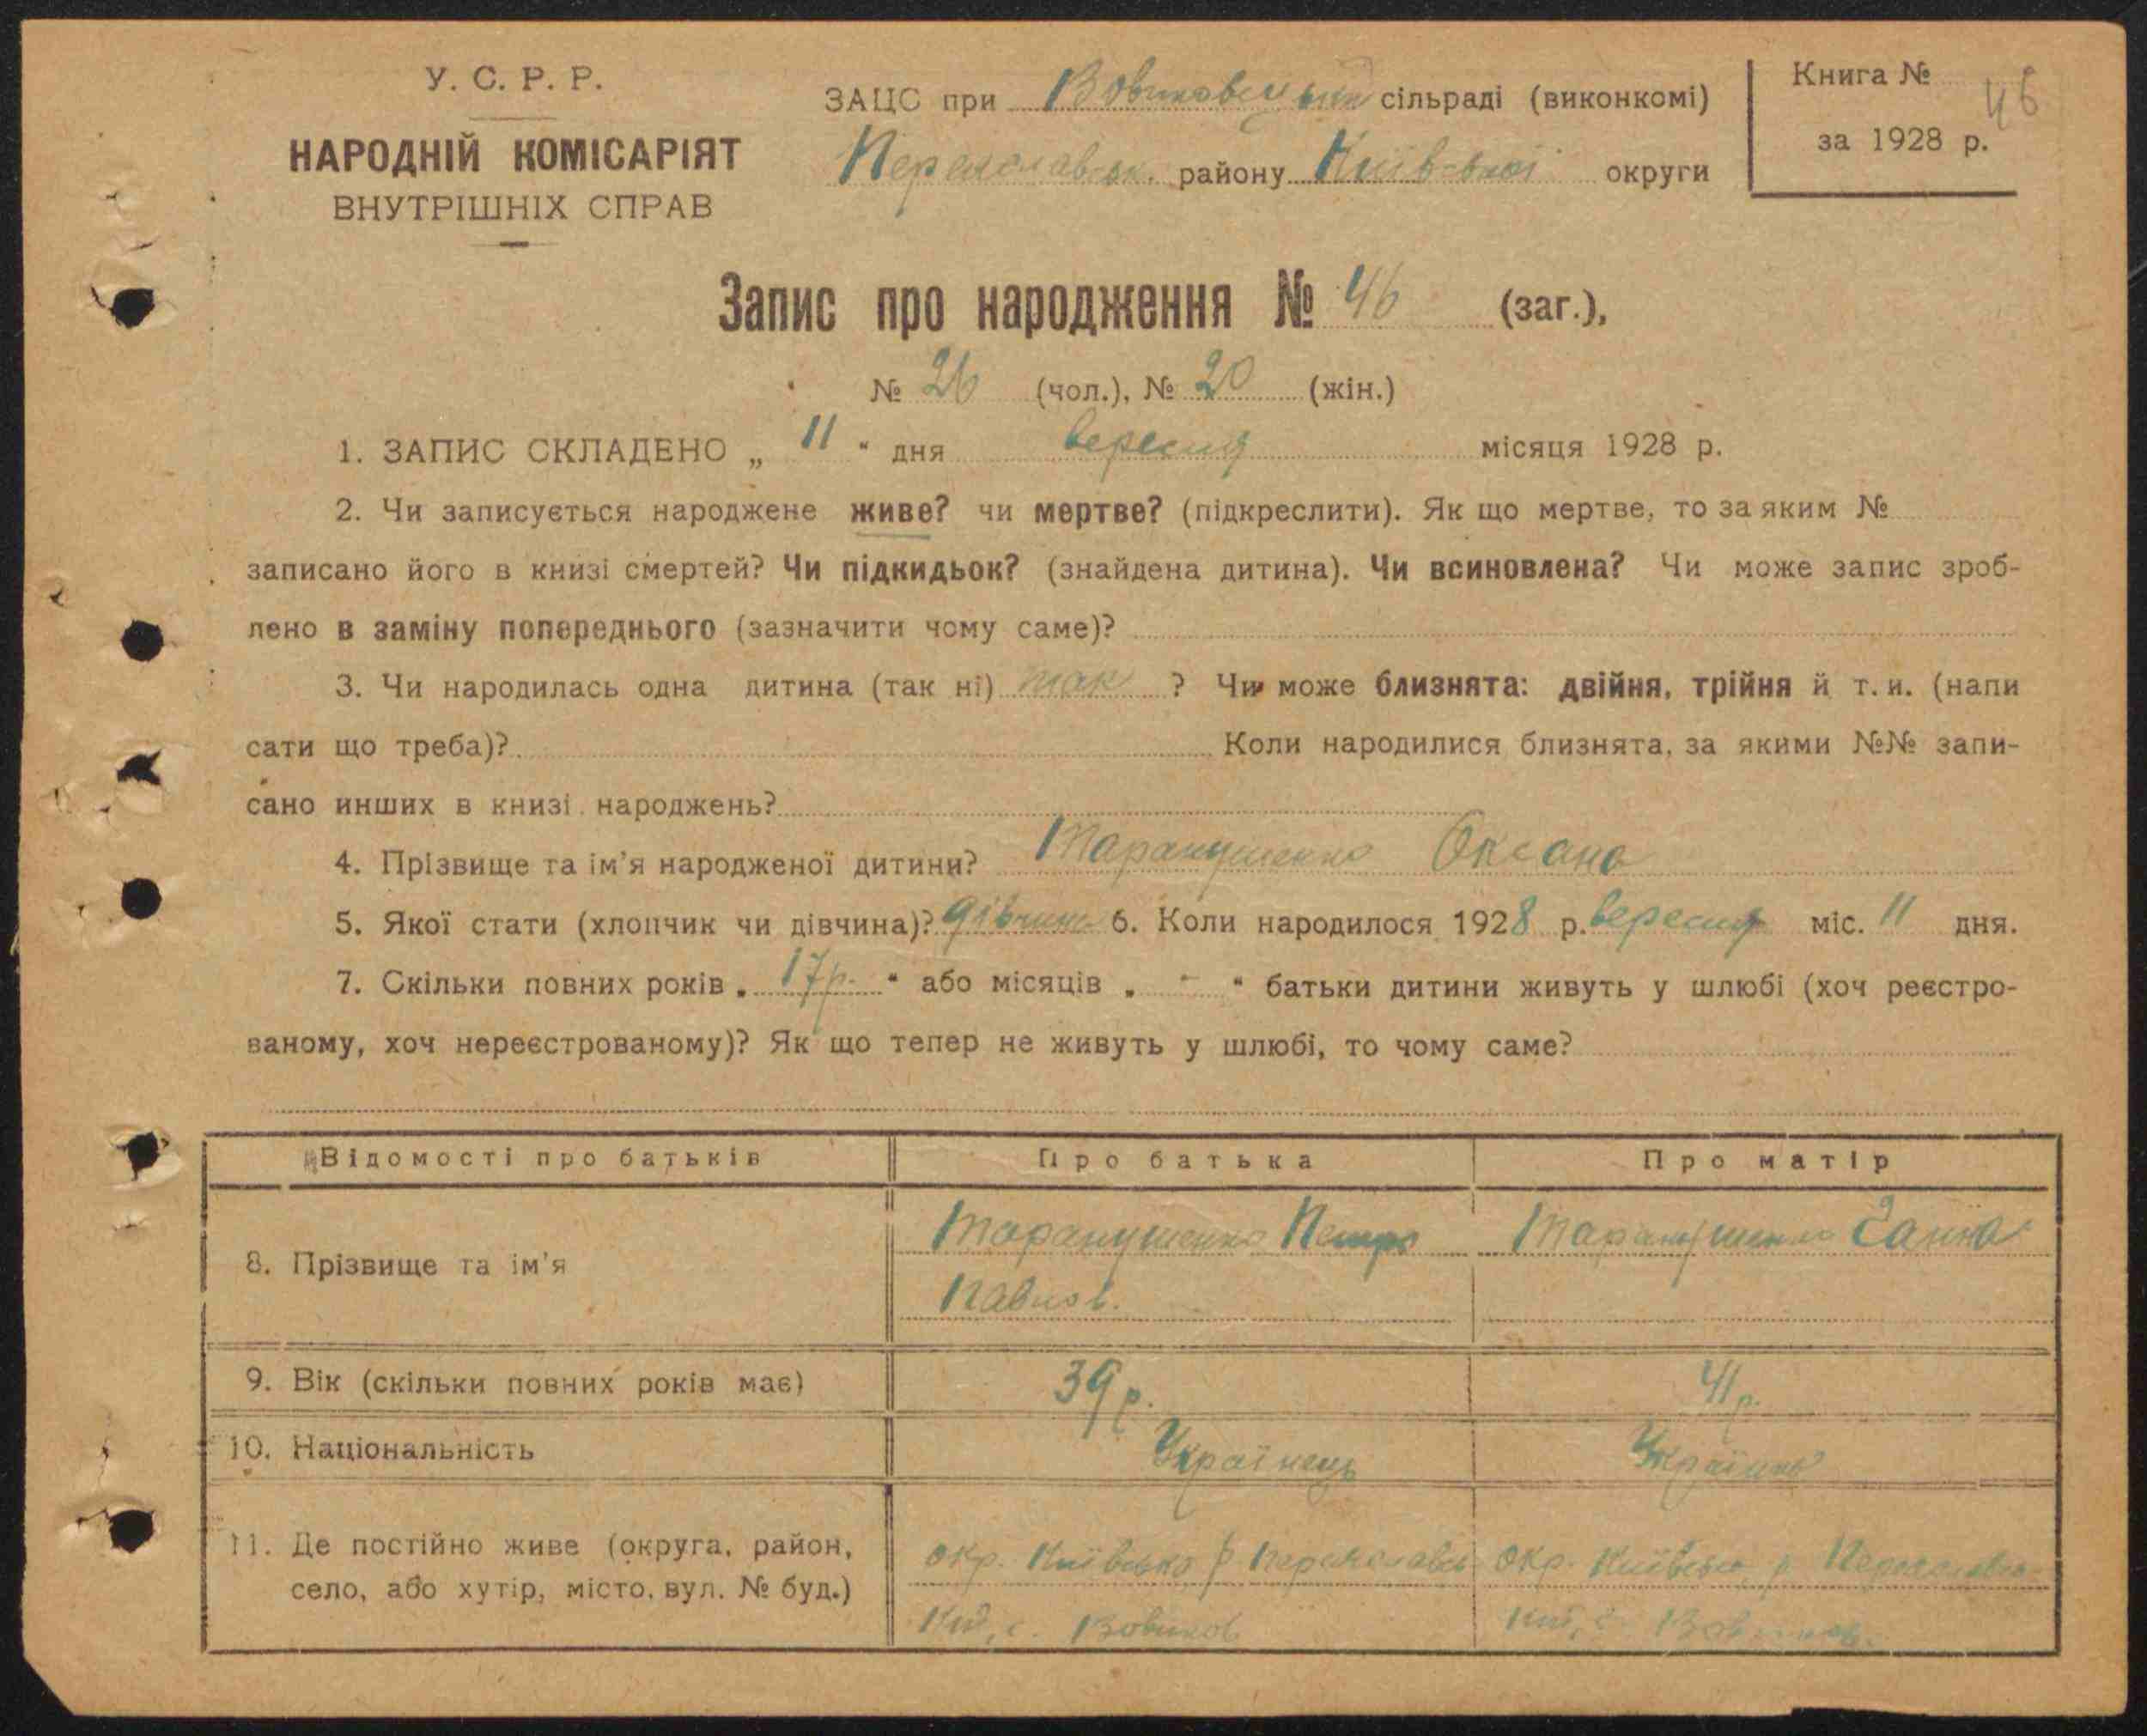 У. С. Р. Р.
НАРОДНІЙ КОМІСАРІЯТ
ВНУТРІШНІХ СПРАВ
ЗАЦС при сільраді (виконкомі)
Переяславськ. району Київської округи
Книга № 46
за 1928 р.
Запис про народження № 46 (заг.),
№ 26 (чол.), № 20 (жін.)
1. ЗАПИС СКЛАДЕНО „ 11 “ дня вересня місяця 1928 р.
2. Чи записується народжене живе? чи мертве? (підкреслити). Як що мертве, то за яким №
записано його в книзі смертей? Чи підкидьок? (знайдена дитина). Чи всиновлена? Чи може запис зроб-
лено в заміну попереднього (зазначити чому саме)?
3. Чи народилась одна дитина (так ні) так ? Чи може близнята: двійня, трійня й т. и. (напи
сати що треба)? Коли народилися близнята, за якими №№ запи-
сано инших в книзі народжень?
4. Прізвище та ім'я народженої дитини? Таранушенко Оксана
5. Якої стати (хлопчик чи дівчина)? дівчина 6. Коли народилося 1928 р. вересня міс. 11 дня.
7. Скільки повних років „ 17 р. “ або місяців „ - “ батьки дитини живуть у шлюбі (хоч реєстро-
ваному, хоч нереєстрованому)? Як що тепер не живуть у шлюбі, то чому саме?
Відомості про батьків Про батька Про матір
8. Прізвище та ім'я Таранушенко Петро Таранушенко Ганна
Павлов.
9. Вік (скільки повних років має) 39 р. 41 р.
10. Національність Українець Українка
11. Де постійно живе (округа, район, окр. Київська р Переяславсь окр. Київська р.
село, або хутір, місто, вул. № буд.) с.